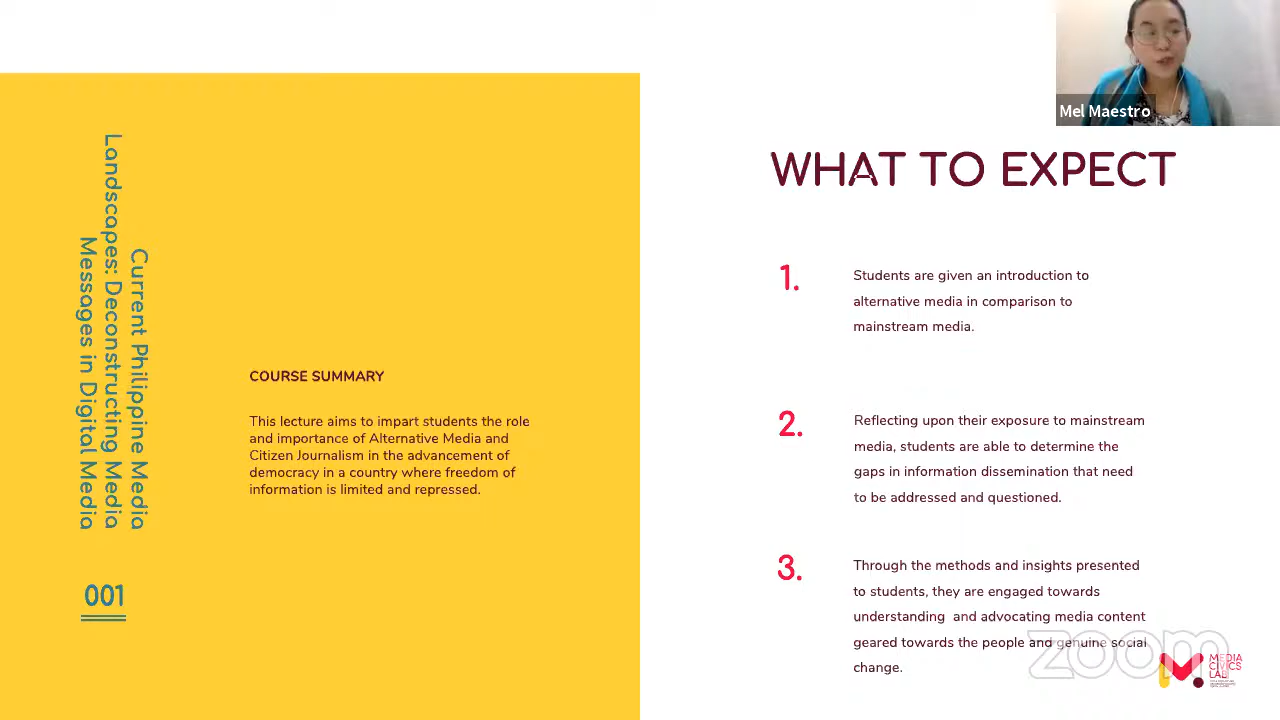 Mel Maestro
Current Philippine Media
Landscapes: Deconstructing Media
Messages in Digital Media
001
COURSE SUMMARY
This lecture aims to impart students the role
and importance of Alternative Media and
Citizen Journalism in the advancement of
democracy in a country where freedom of
information is limited and repressed.
WHAT TO EXPECT
1.
Students are given an introduction to
alternative media in comparison to
mainstream media.
2.
Reflecting upon their exposure to mainstream
media, students are able to determine the
gaps in information dissemination that need
to be addressed and questioned.
3.
Through the methods and insights presented
to students, they are engaged towards
understanding  and advocating media content
geared towards the people and genuine social
change.
zoom
MEDIA
CIVICS
LAB